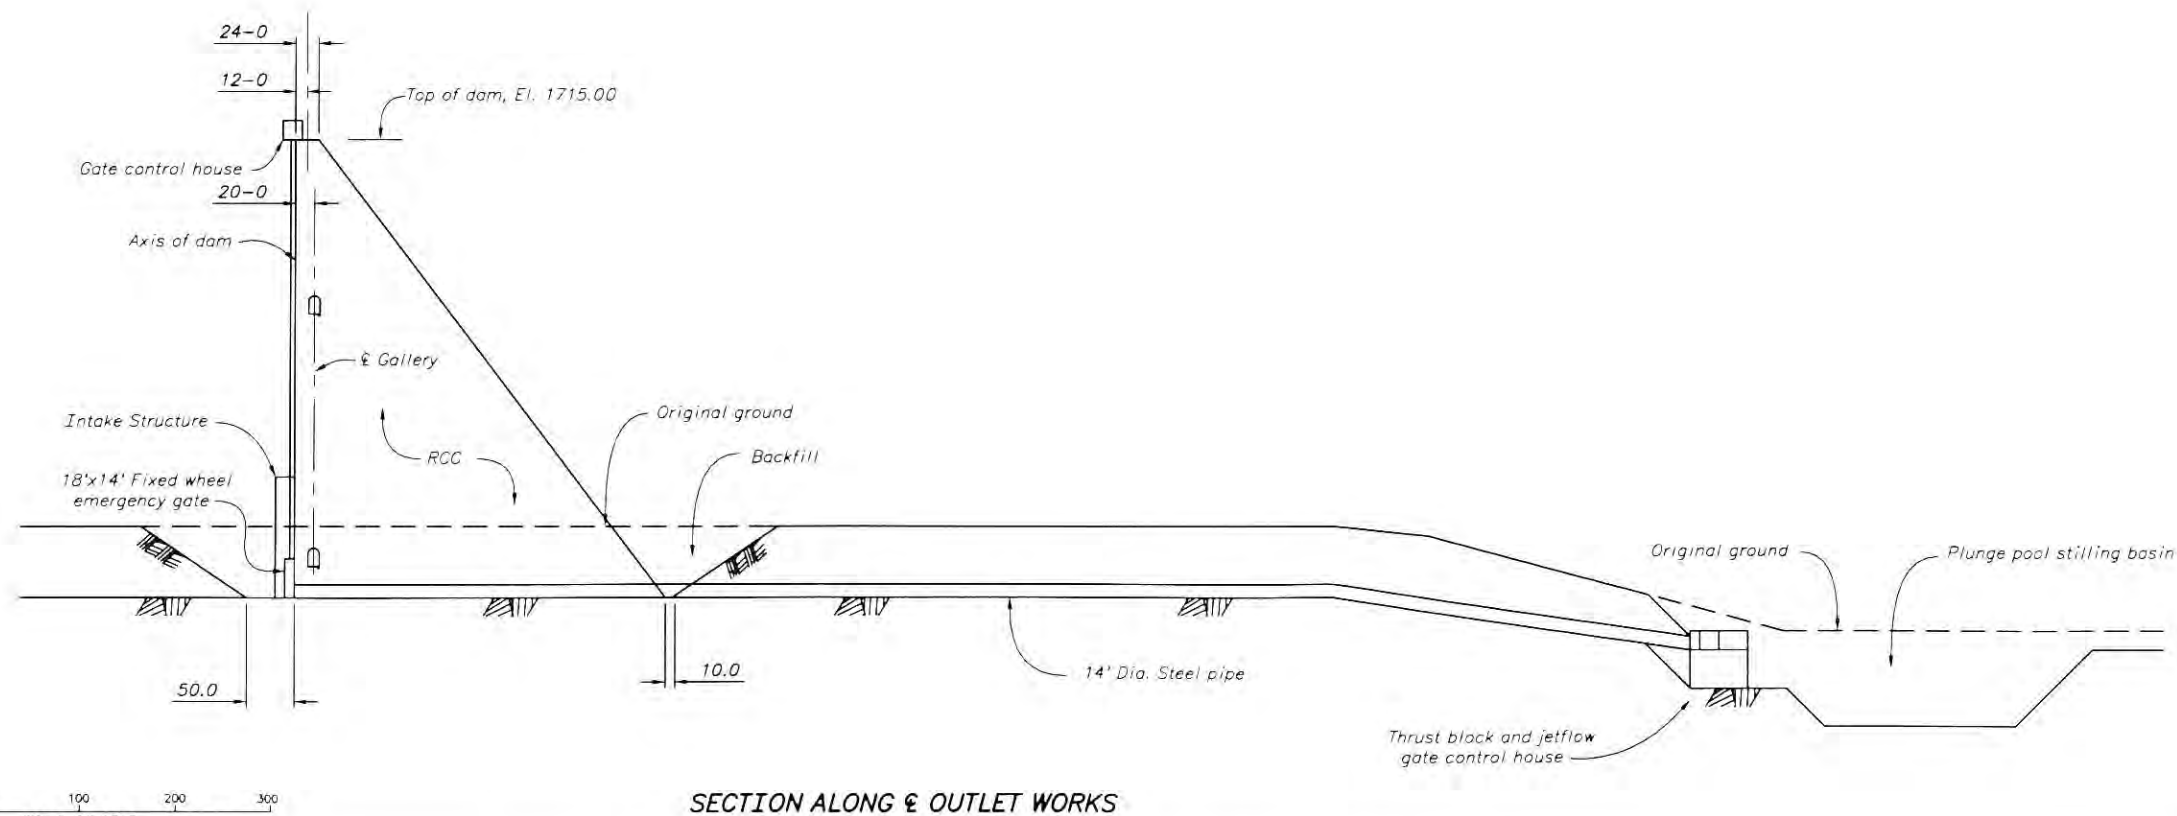 24-0
12-0
Top of dam, El. 1715.00
Gate control house
20-0
Axis of dam
℄ Gallery
Intake Structure
Original ground
RCC
Backfill
18'x14' Fixed wheel
emergency gate
Original ground
Plunge pool stilling basin
10.0
14' Dia. Steel pipe
50.0
Thrust block and jetflow
gate control house
100 200 300
SECTION ALONG ℄ OUTLET WORKS